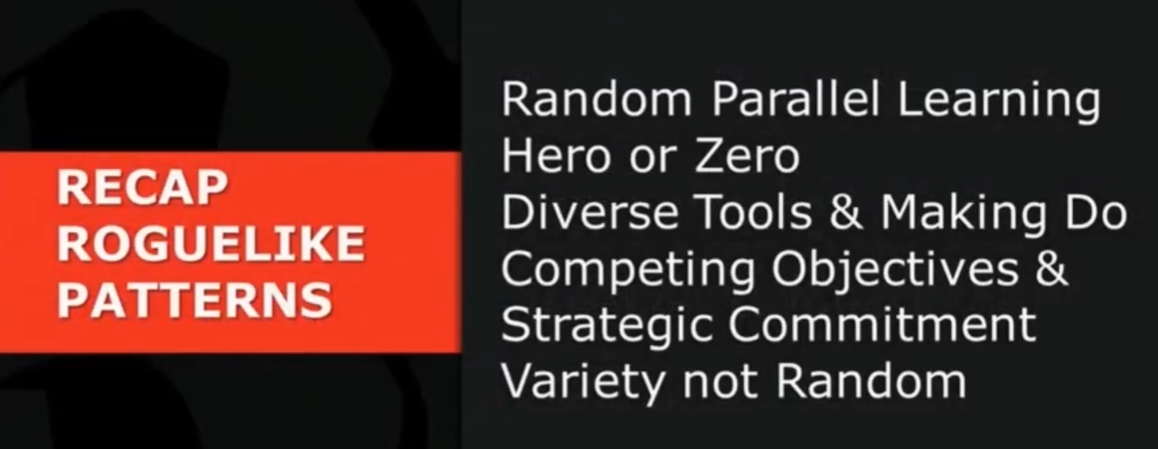 RECAP
ROGUELIKE
PATTERNS
Random Parallel Learning
Hero or Zero
Diverse Tools & Making Do
Competing Objectives &
Strategic Commitment
Variety not Random